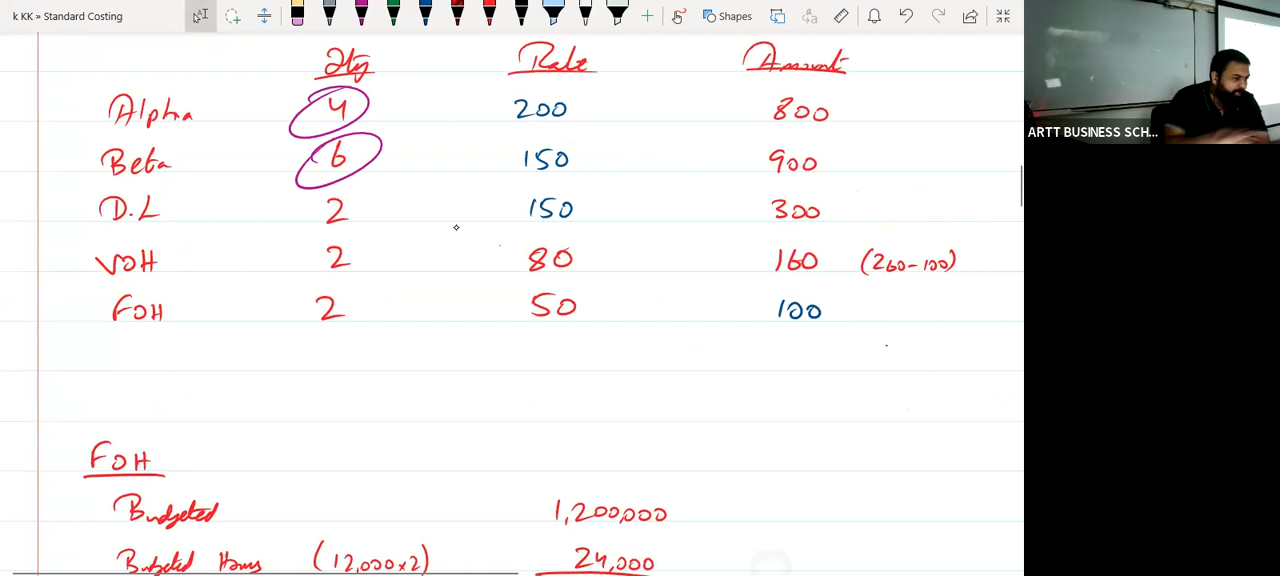 k KK » Standard Costing
Shapes
ARTT BUSINESS SCH...
Qty Rate Amount
Alpha 4 200 800
Beta 6 150 900
D.L 2 150 300
VOH 2 80 160 (260-100)
FOH 2 50 100
FOH
Budgeted 1,200,000
Budgeted Hours (12,000x2) 24,000